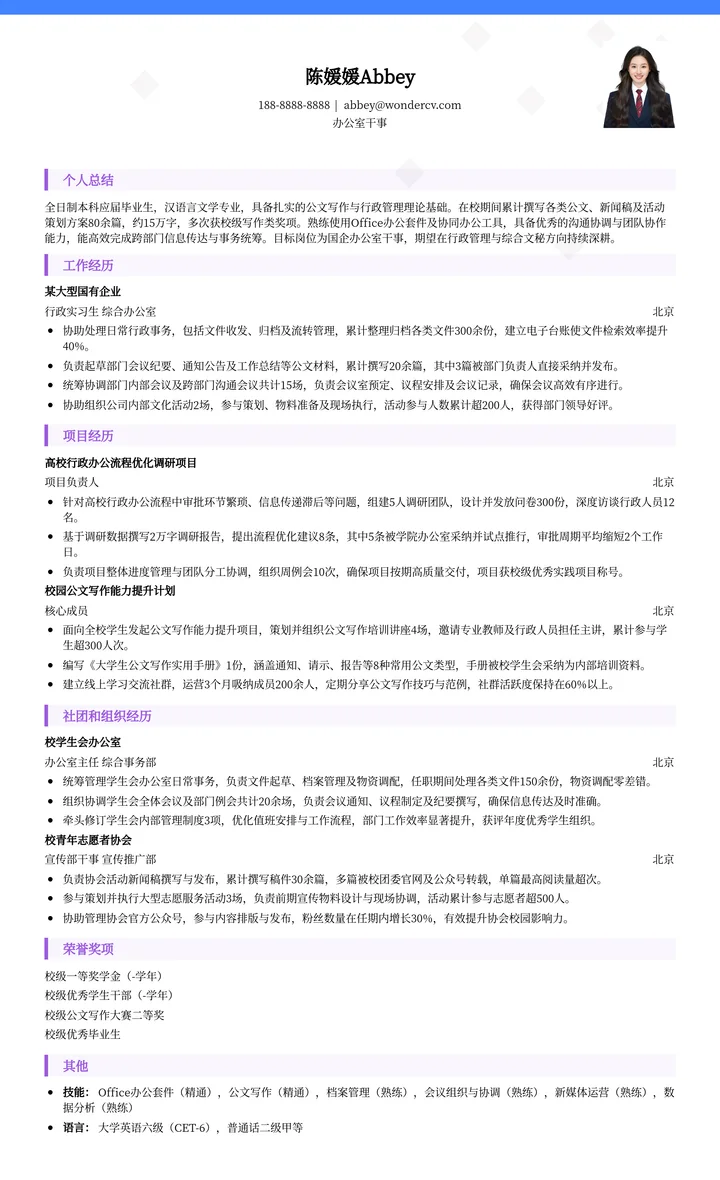 陈媛媛Abbey
188-8888-8888 | abbey@wondercv.com
办公室干事
个人总结
全日制本科应届毕业生，汉语言文学专业，具备扎实的公文写作与行政管理理论基础。在校期间累计撰写各类公文、新闻稿及活动
策划方案80余篇，约15万字，多次获校级写作类奖项。熟练使用Office办公套件及协同办公工具，具备优秀的沟通协调与团队协作
能力，能高效完成跨部门信息传达与事务统筹。目标岗位为国企办公室干事，期望在行政管理与综合文秘方向持续深耕。
工作经历
某大型国有企业
行政实习生 综合办公室 北京
• 协助处理日常行政事务，包括文件收发、归档及流转管理，累计整理归档各类文件300余份，建立电子台账使文件检索效率提升
40%。
• 负责起草部门会议纪要、通知公告及工作总结等公文材料，累计撰写20余篇，其中3篇被部门负责人直接采纳并发布。
• 统筹协调部门内部会议及跨部门沟通会议共计15场，负责会议室预定、议程安排及会议记录，确保会议高效有序进行。
• 协助组织公司内部文化活动2场，参与策划、物料准备及现场执行，活动参与人数累计超200人，获得部门领导好评。
项目经历
高校行政办公流程优化调研项目
项目负责人 北京
• 针对高校行政办公流程中审批环节繁琐、信息传递滞后等问题，组建5人调研团队，设计并发放问卷300份，深度访谈行政人员12
名。
• 基于调研数据撰写2万字调研报告，提出流程优化建议8条，其中5条被学院办公室采纳并试点推行，审批周期平均缩短2个工作
日。
• 负责项目整体进度管理与团队分工协调，组织周例会10次，确保项目按期高质量交付，项目获校级优秀实践项目称号。
校园公文写作能力提升计划
核心成员 北京
• 面向全校学生发起公文写作能力提升项目，策划并组织公文写作培训讲座4场，邀请专业教师及行政人员担任主讲，累计参与学
生超300人次。
• 编写《大学生公文写作实用手册》1份，涵盖通知、请示、报告等8种常用公文类型，手册被校学生会采纳为内部培训资料。
• 建立线上学习交流社群，运营3个月吸纳成员200余人，定期分享公文写作技巧与范例，社群活跃度保持在60%以上。
社团和组织经历
校学生会办公室
办公室主任 综合事务部 北京
• 统筹管理学生会办公室日常事务，负责文件起草、档案管理及物资调配，任职期间处理各类文件150余份，物资调配零差错。
• 组织协调学生会全体会议及部门例会共计20余场，负责会议通知、议程制定及纪要撰写，确保信息传达及时准确。
• 牵头修订学生会内部管理制度3项，优化值班安排与工作流程，部门工作效率显著提升，获评年度优秀学生组织。
校青年志愿者协会
宣传部干事 宣传推广部 北京
• 负责协会活动新闻稿撰写与发布，累计撰写稿件30余篇，多篇被校团委官网及公众号转载，单篇最高阅读量超次。
• 参与策划并执行大型志愿服务活动3场，负责前期宣传物料设计与现场协调，活动累计参与志愿者超500人。
• 协助管理协会官方公众号，参与内容排版与发布，粉丝数量在任期内增长30%，有效提升协会校园影响力。
荣誉奖项
校级一等奖学金（-学年）
校级优秀学生干部（-学年）
校级公文写作大赛二等奖
校级优秀毕业生
其他
• 技能： Office办公套件（精通），公文写作（精通），档案管理（熟练），会议组织与协调（熟练），新媒体运营（熟练），数
据分析（熟练）
• 语言： 大学英语六级（CET-6），普通话二级甲等